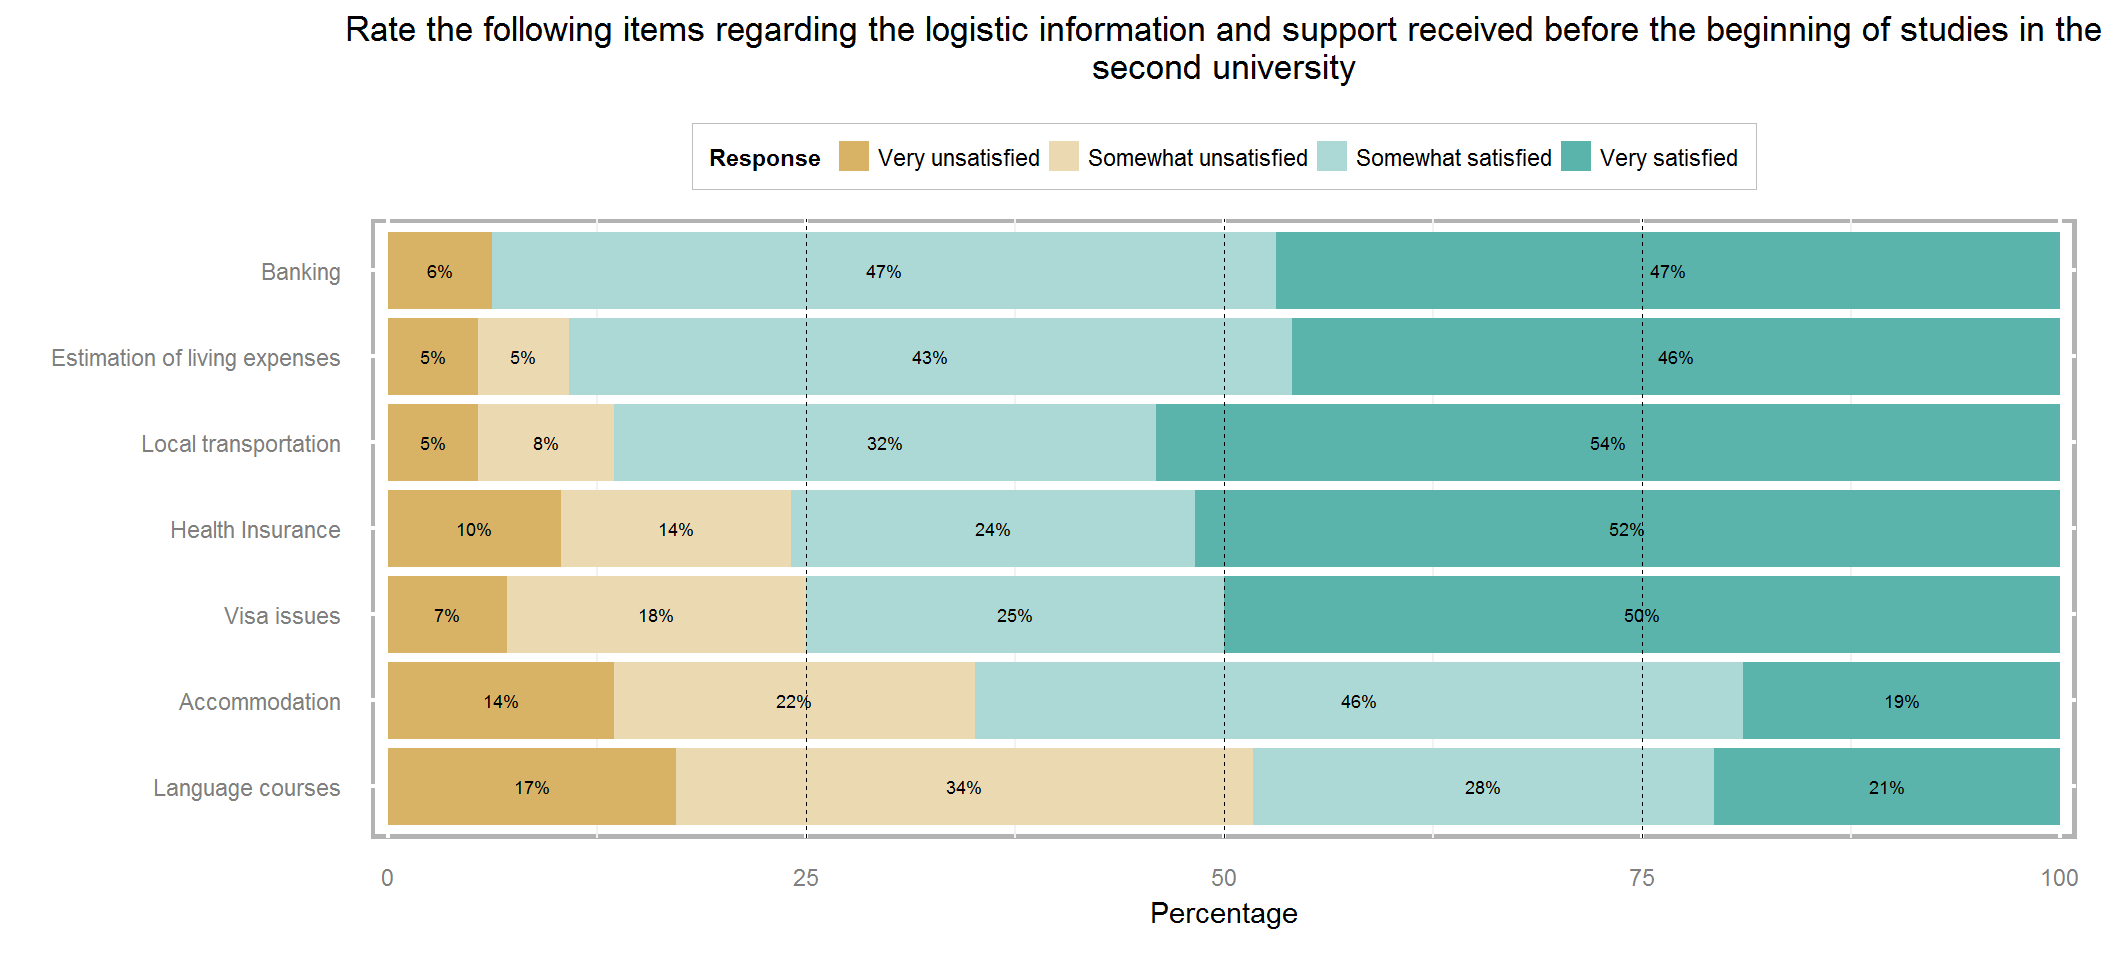 Rate the following items regarding the logistic information and support received before the beginning of studies in the
second university
Response Very unsatisfied Somewhat unsatisfied Somewhat satisfied Very satisfied
Banking 6% 47% 47%
Estimation of living expenses 5% 5% 43% 46%
Local transportation 5% 8% 32% 54%
Health Insurance 10% 14% 24% 52%
Visa issues 7% 18% 25% 50%
Accommodation 14% 22% 46% 19%
Language courses 17% 34% 28% 21%
0 25 50 75 100
Percentage